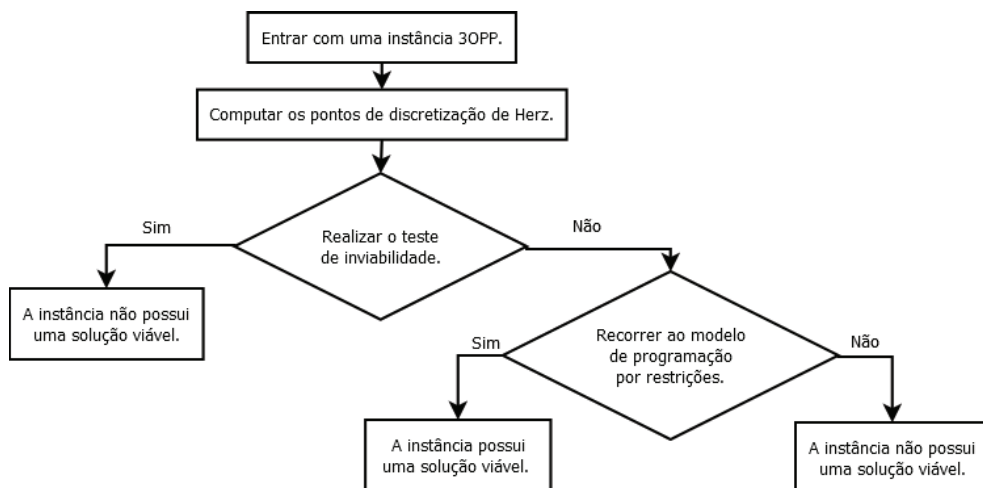 Entrar com uma instância 3OPP.
Computar os pontos de discretização de Herz.
Sim
Realizar o teste
de inviabilidade.
Não
A instância não possui
uma solução viável.
Sim
Recorrer ao modelo
de programação
por restrições.
Não
A instância possui
uma solução viável.
A instância não possui
uma solução viável.